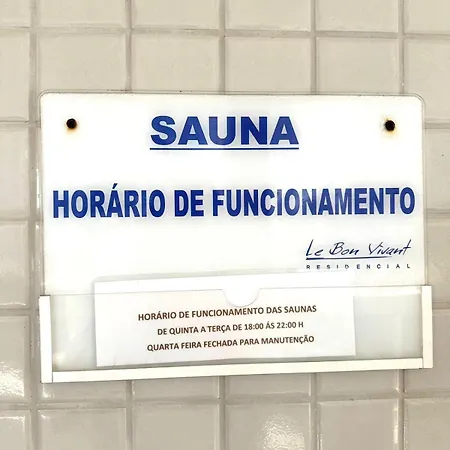 SAUNA
HORÁRIO DE FUNCIONAMENTO
Le Bon Vivant
RESIDENCIAL
HORÁRIO DE FUNCIONAMENTO DAS SAUNAS
DE QUINTA A TERÇA DE 18:00 ÁS 22:00 H
QUARTA FEIRA FECHADA PARA MANUTENÇÃO